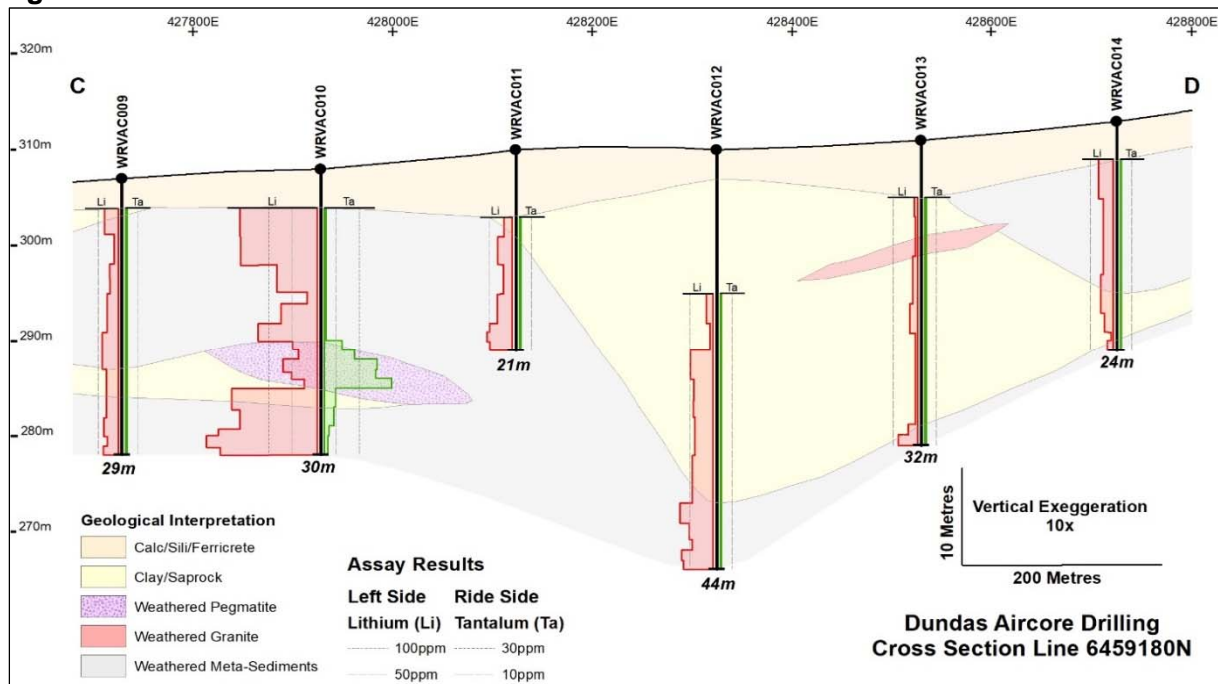 427800E 428000E 428200E 428400E 428600E 428800E
320m
310m
300m
290m
280m
270m
C
D
WRVAC009
WRVAC010
WRVAC011
WRVAC012
WRVAC013
WRVAC014
Li Ta
Li Ta
Li Ta
Li Ta
Li Ta
Li Ta
29m
30m
21m
44m
32m
24m
Geological Interpretation
Calc/Sili/Ferricrete
Clay/Saprock
Weathered Pegmatite
Weathered Granite
Weathered Meta-Sediments
Assay Results
Left Side Ride Side
Lithium (Li) Tantalum (Ta)
100ppm 30ppm
50ppm 10ppm
10 Metres
Vertical Exeggeration
10x
200 Metres
Dundas Aircore Drilling
Cross Section Line 6459180N